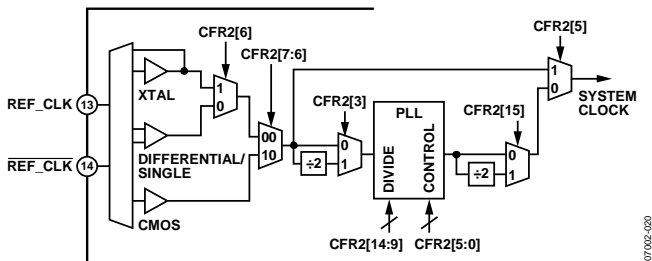 CFR2[6]
CFR2[5]
CFR2[7:6]
1
0
REF_CLK 13
XTAL
1
0
CFR2[3]
PLL
CFR2[15]
SYSTEM
CLOCK
00
10
0
1
÷2
DIVIDE
CONTROL
0
1
÷2
REF_CLK 14
DIFFERENTIAL/
SINGLE
CMOS
CFR2[14:9]
CFR2[5:0]
07002-020